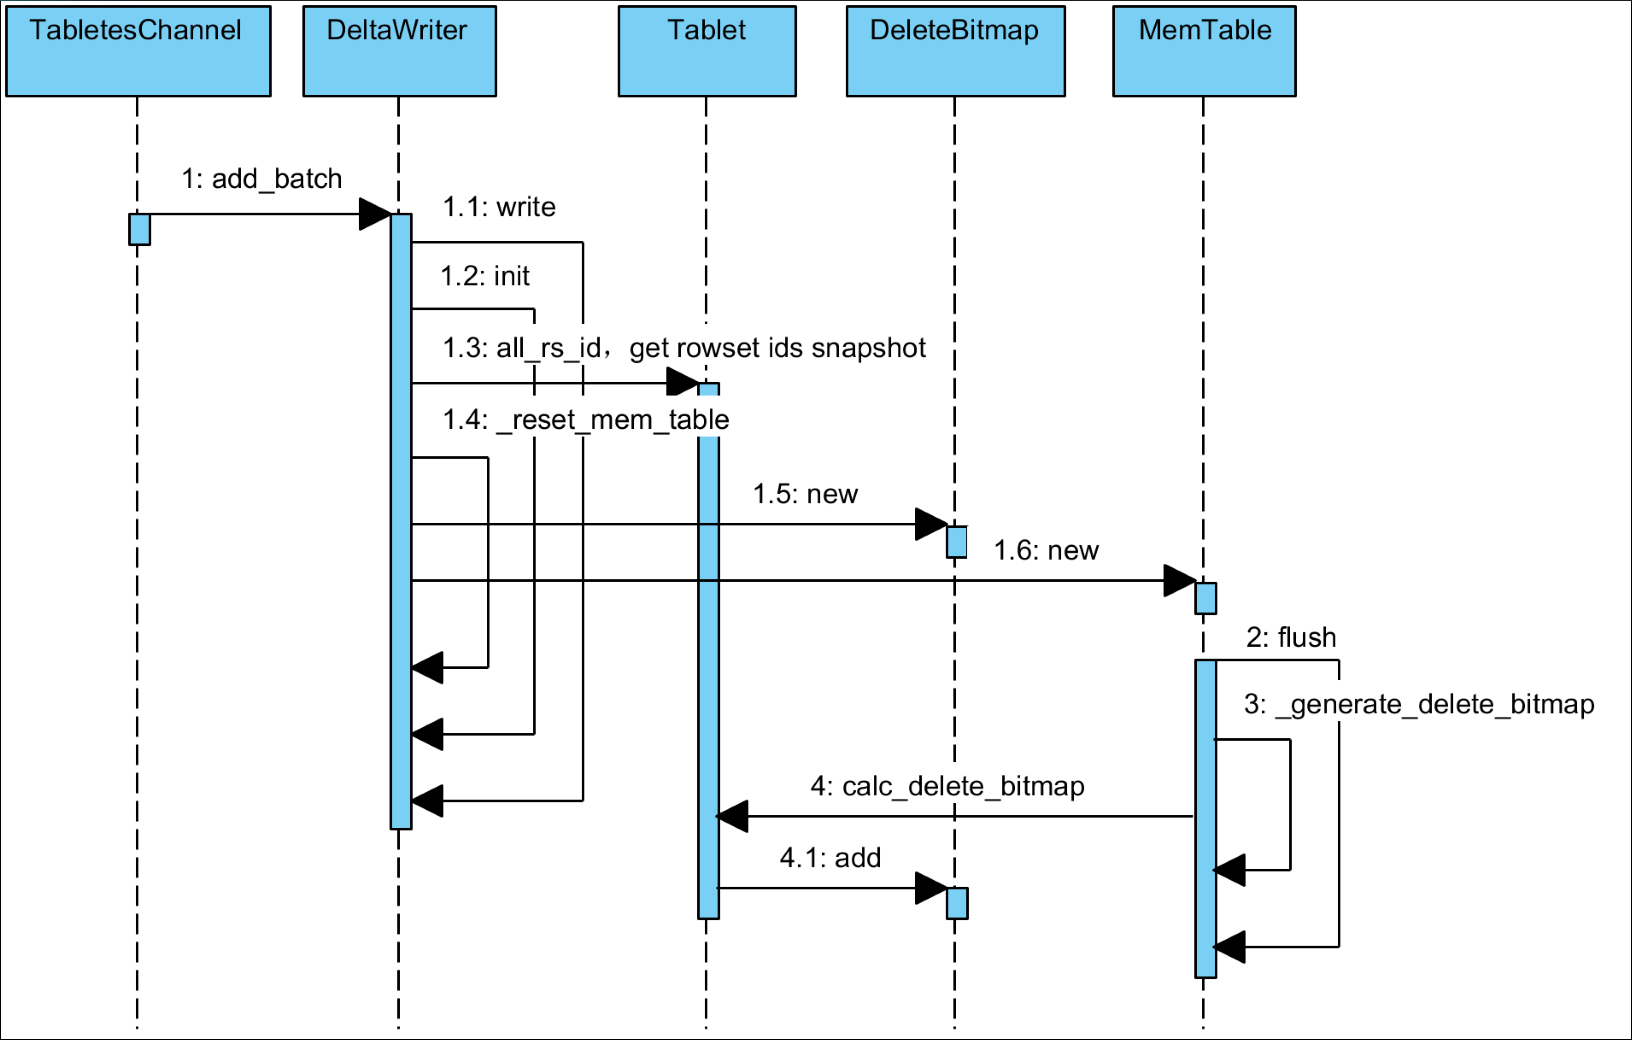 TabletesChannel
DeltaWriter
Tablet
DeleteBitmap
MemTable
1: add_batch
1.1: write
1.2: init
1.3: all_rs_id，get rowset ids snapshot
1.4: _reset_mem_table
1.5: new
1.6: new
2: flush
3: _generate_delete_bitmap
4: calc_delete_bitmap
4.1: add